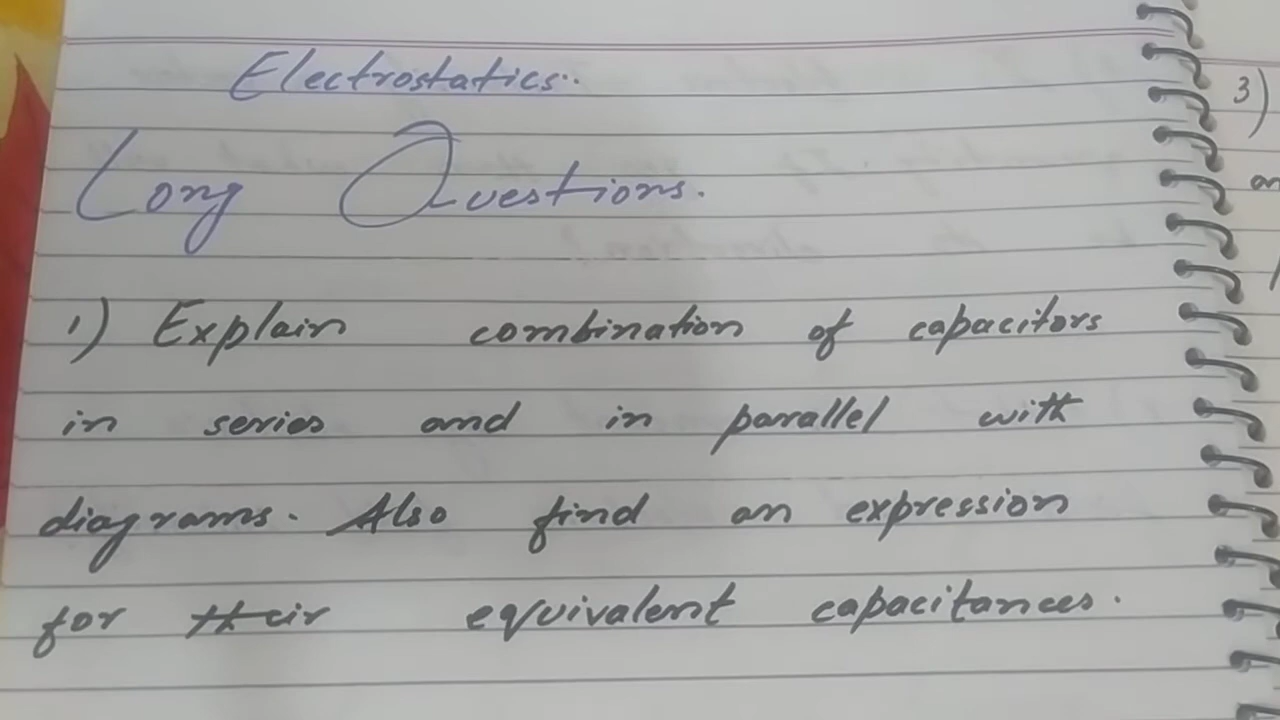 Electrostatics..
Long Questions.
1) Explain combination of capacitors
in series and in parallel with
diagrams. Also find an expression
for their equivalent capacitances.
3)